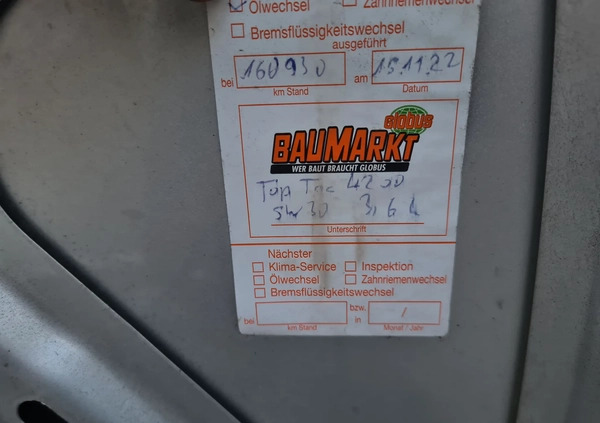 Ölwechsel Zahnriemenwechsel
Bremsflüssigkeitswechsel
ausgeführt
bei 160930 am 15.11.22
km Stand Datum
Globus
BAUMARKT
WER BAUT BRAUCHT GLOBUS
Top Tec 4200
5w30 3,6 L
Unterschrift
Nächster
Klima-Service Inspektion
Ölwechsel Zahnriemenwechsel
Bremsflüssigkeitswechsel
bei bzw. in /
km Stand Monat / Jahr